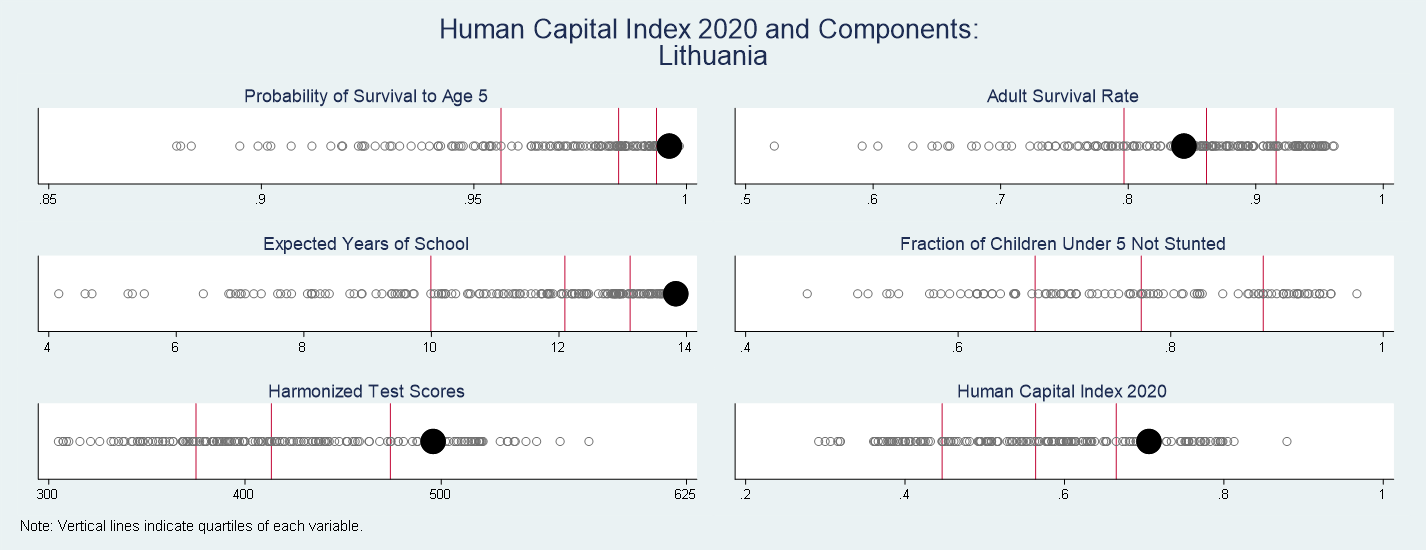 Human Capital Index 2020 and Components:
Lithuania
Probability of Survival to Age 5
.85 .9 .95 1
Adult Survival Rate
.5 .6 .7 .8 .9 1
Expected Years of School
4 6 8 10 12 14
Fraction of Children Under 5 Not Stunted
.4 .6 .8 1
Harmonized Test Scores
300 400 500 625
Human Capital Index 2020
.2 .4 .6 .8 1
Note: Vertical lines indicate quartiles of each variable.